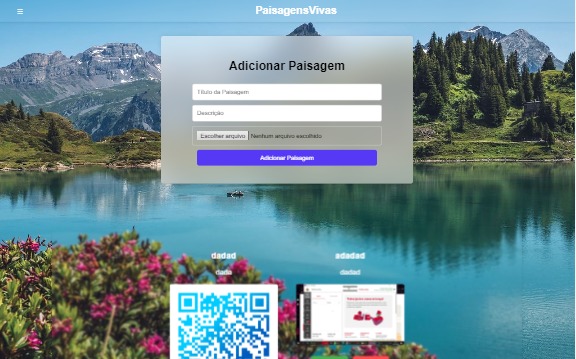 ≡ PaisagensVivas
Adicionar Paisagem
Título da Paisagem
Descrição
Escolher arquivo Nenhum arquivo escolhido
Adicionar Paisagem
dadad
dada
adadad
dadad